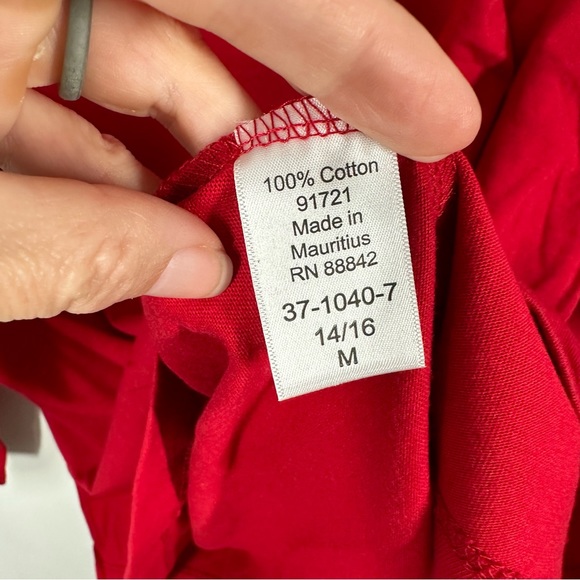 100% Cotton
91721
Made in
Mauritius
RN 88842
37-1040-7
14/16
M